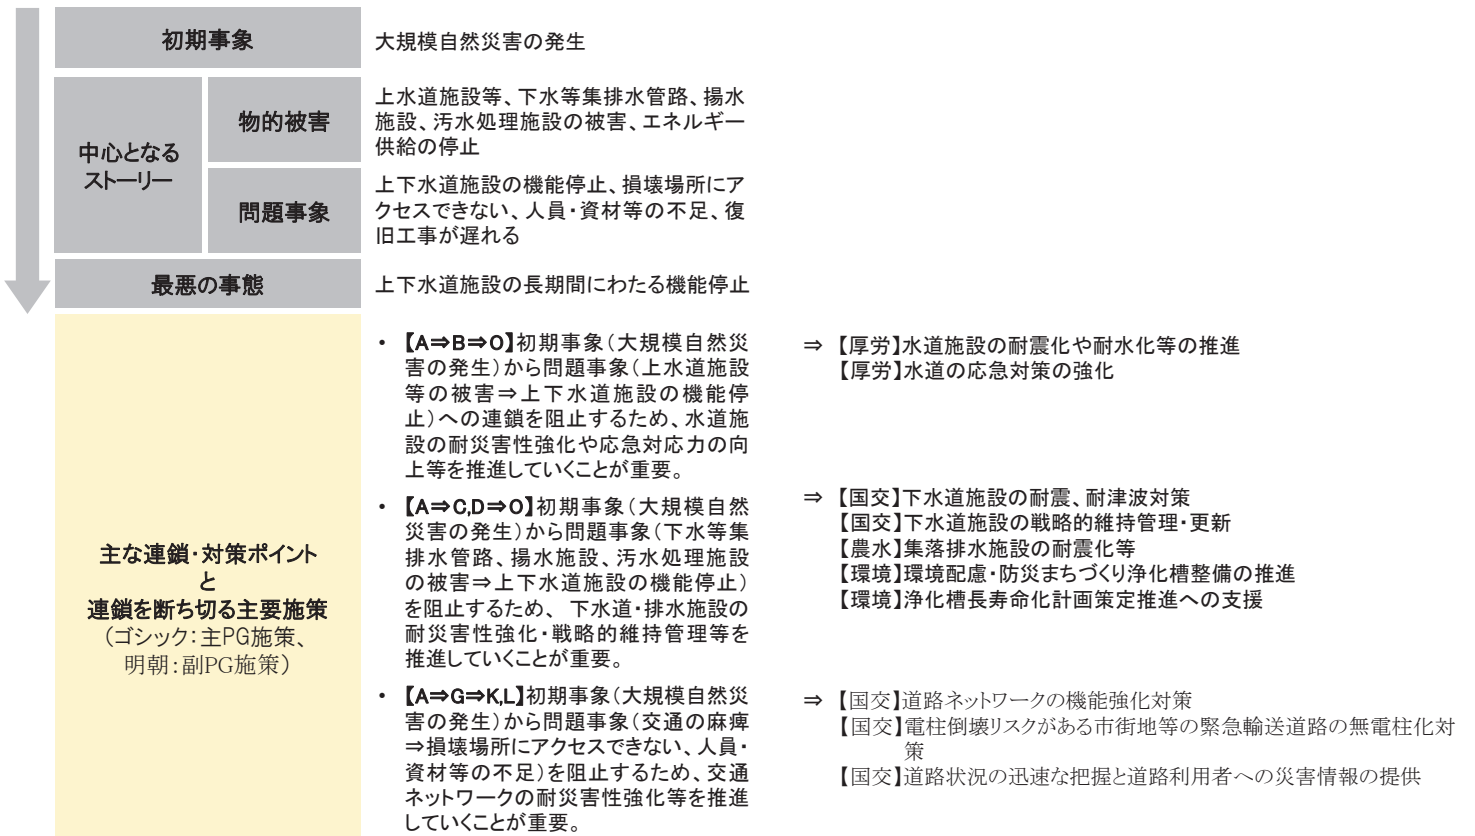 初期事象
大規模自然災害の発生
中心となる
ストーリー
物的被害
上水道施設等、下水等集排水管路、揚水
施設、汚水処理施設の被害、エネルギー
供給の停止
問題事象
上下水道施設の機能停止、損壊場所にア
クセスできない、人員・資材等の不足、復
旧工事が遅れる
最悪の事態
上下水道施設の長期間にわたる機能停止
主な連鎖・対策ポイント
と
連鎖を断ち切る主要施策
（ゴシック：主PG施策、
明朝：副PG施策）
・ 【A⇒B⇒O】初期事象（大規模自然災
害の発生）から問題事象（上水道施設
等の被害⇒上下水道施設の機能停
止）への連鎖を阻止するため、水道施
設の耐災害性強化や応急対応力の向
上等を推進していくことが重要。
⇒ 【厚労】水道施設の耐震化や耐水化等の推進
【厚労】水道の応急対策の強化
・ 【A⇒C,D⇒O】初期事象（大規模自然
災害の発生）から問題事象（下水等集
排水管路、揚水施設、汚水処理施設
の被害⇒上下水道施設の機能停止）
を阻止するため、 下水道・排水施設の
耐災害性強化・戦略的維持管理等を
推進していくことが重要。
⇒ 【国交】下水道施設の耐震、耐津波対策
【国交】下水道施設の戦略的維持管理・更新
【農水】集落排水施設の耐震化等
【環境】環境配慮・防災まちづくり浄化槽整備の推進
【環境】浄化槽長寿命化計画策定推進への支援
・ 【A⇒G⇒K,L】初期事象（大規模自然災
害の発生）から問題事象（交通の麻痺
⇒損壊場所にアクセスできない、人員・
資材等の不足）を阻止するため、交通
ネットワークの耐災害性強化等を推進
していくことが重要。
⇒ 【国交】道路ネットワークの機能強化対策
【国交】電柱倒壊リスクがある市街地等の緊急輸送道路の無電柱化対
策
【国交】道路状況の迅速な把握と道路利用者への災害情報の提供